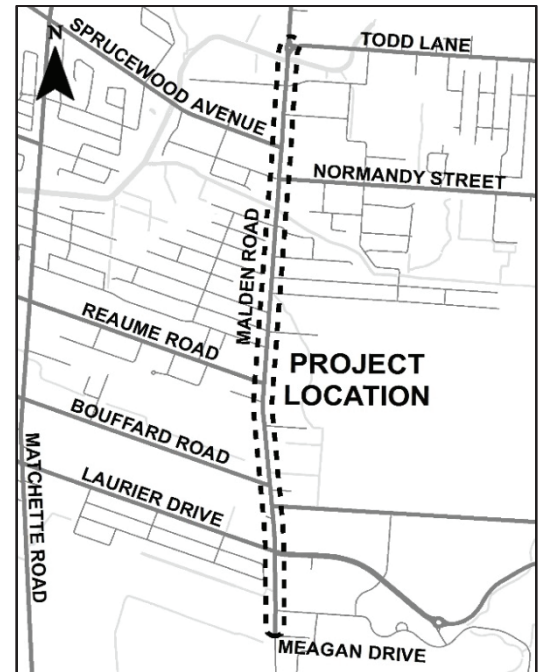 N
SPRUCEWOOD AVENUE
TODD LANE
NORMANDY STREET
MALDEN ROAD
REAUME ROAD
PROJECT
LOCATION
BOUFFARD ROAD
LAURIER DRIVE
MATCHETTE ROAD
MEAGAN DRIVE